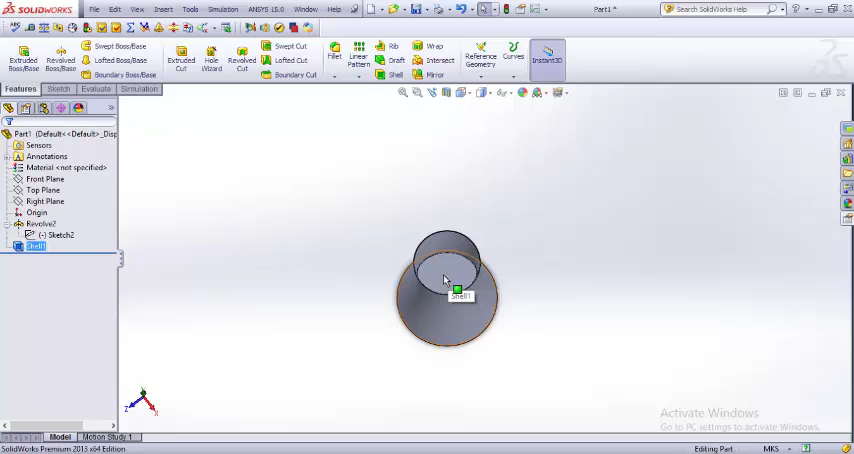 SOLIDWORKS File Edit View Insert Tools Simulation ANSYS 15.0 Window Help Part1 * Search SolidWorks Help
Extruded Boss/Base
Revolved Boss/Base
Swept Boss/Base
Lofted Boss/Base
Boundary Boss/Base
Extruded Cut
Hole Wizard
Revolved Cut
Swept Cut
Lofted Cut
Boundary Cut
Fillet
Linear Pattern
Rib
Draft
Shell
Wrap
Intersect
Mirror
Reference Geometry
Curves
Instant3D
Features Sketch Evaluate Simulation
Part1 (Default<<Default>_Disp
Sensors
Annotations
Material <not specified>
Front Plane
Top Plane
Right Plane
Origin
Revolve2
(-) Sketch2
Shell1
Shell1
Y
Z
X
Activate Windows
Go to PC settings to activate Windows.
Model Motion Study 1
SolidWorks Premium 2013 x64 Edition Editing Part MKS